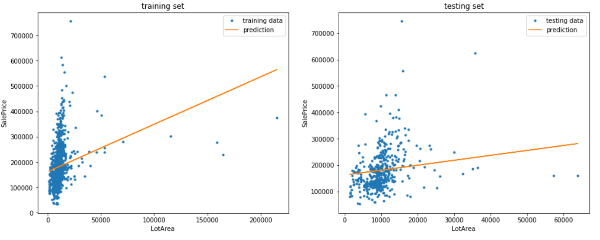 training set
training data
prediction
SalePrice
700000
600000
500000
400000
300000
200000
100000
0
0 50000 100000 150000 200000
LotArea
testing set
testing data
prediction
SalePrice
700000
600000
500000
400000
300000
200000
100000
0 10000 20000 30000 40000 50000 60000
LotArea